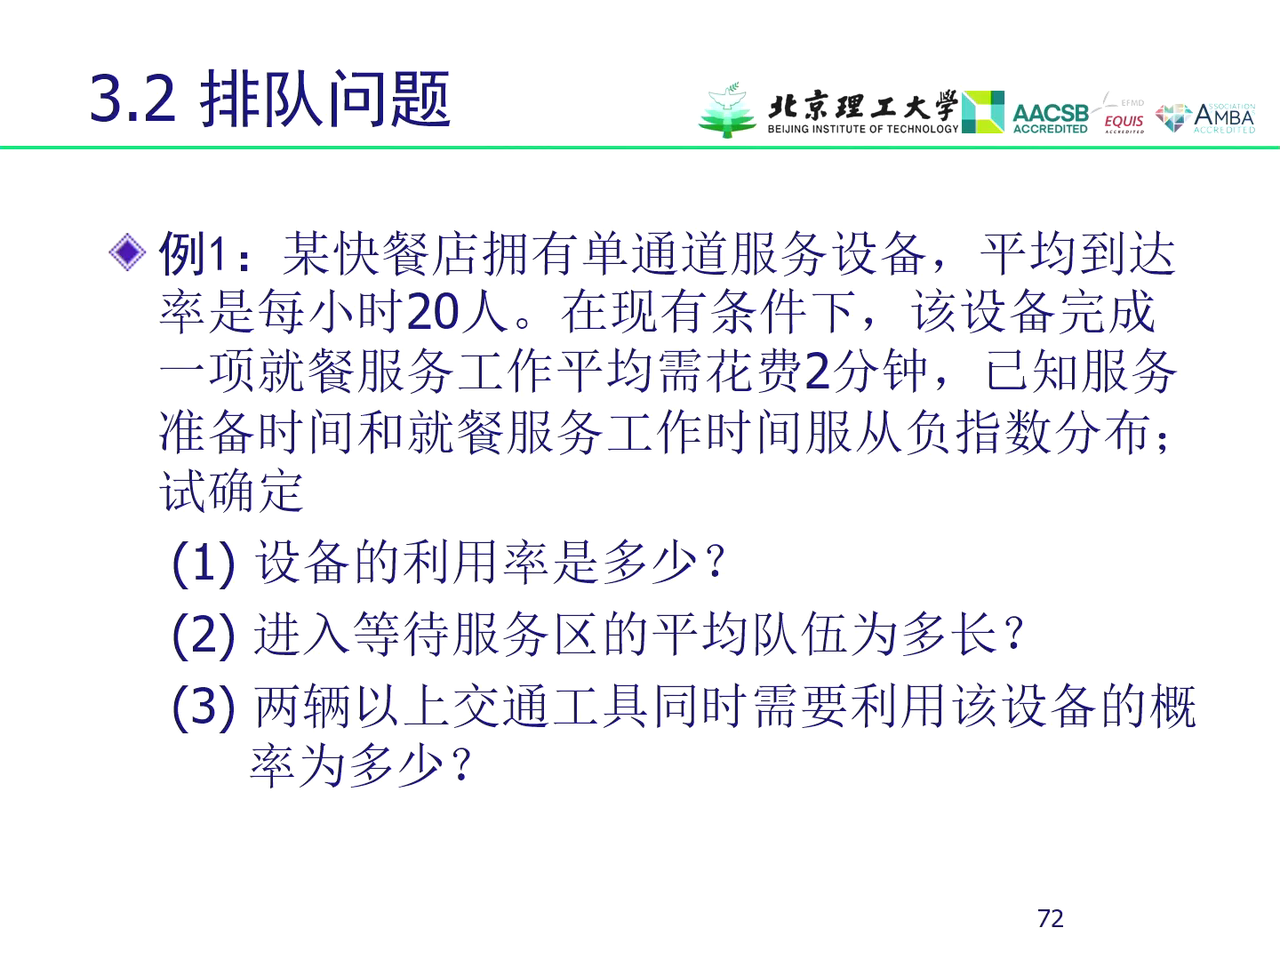 3.2 排队问题
北京理工大学
BEIJING INSTITUTE OF TECHNOLOGY
AACSB
ACCREDITED
EFMD
EQUIS
ACCREDITED
ASSOCIATION
AMBA
ACCREDITED
例1：某快餐店拥有单通道服务设备，平均到达
率是每小时20人。在现有条件下，该设备完成
一项就餐服务工作平均需花费2分钟，已知服务
准备时间和就餐服务工作时间服从负指数分布；
试确定
(1) 设备的利用率是多少？
(2) 进入等待服务区的平均队伍为多长？
(3) 两辆以上交通工具同时需要利用该设备的概
率为多少？
72